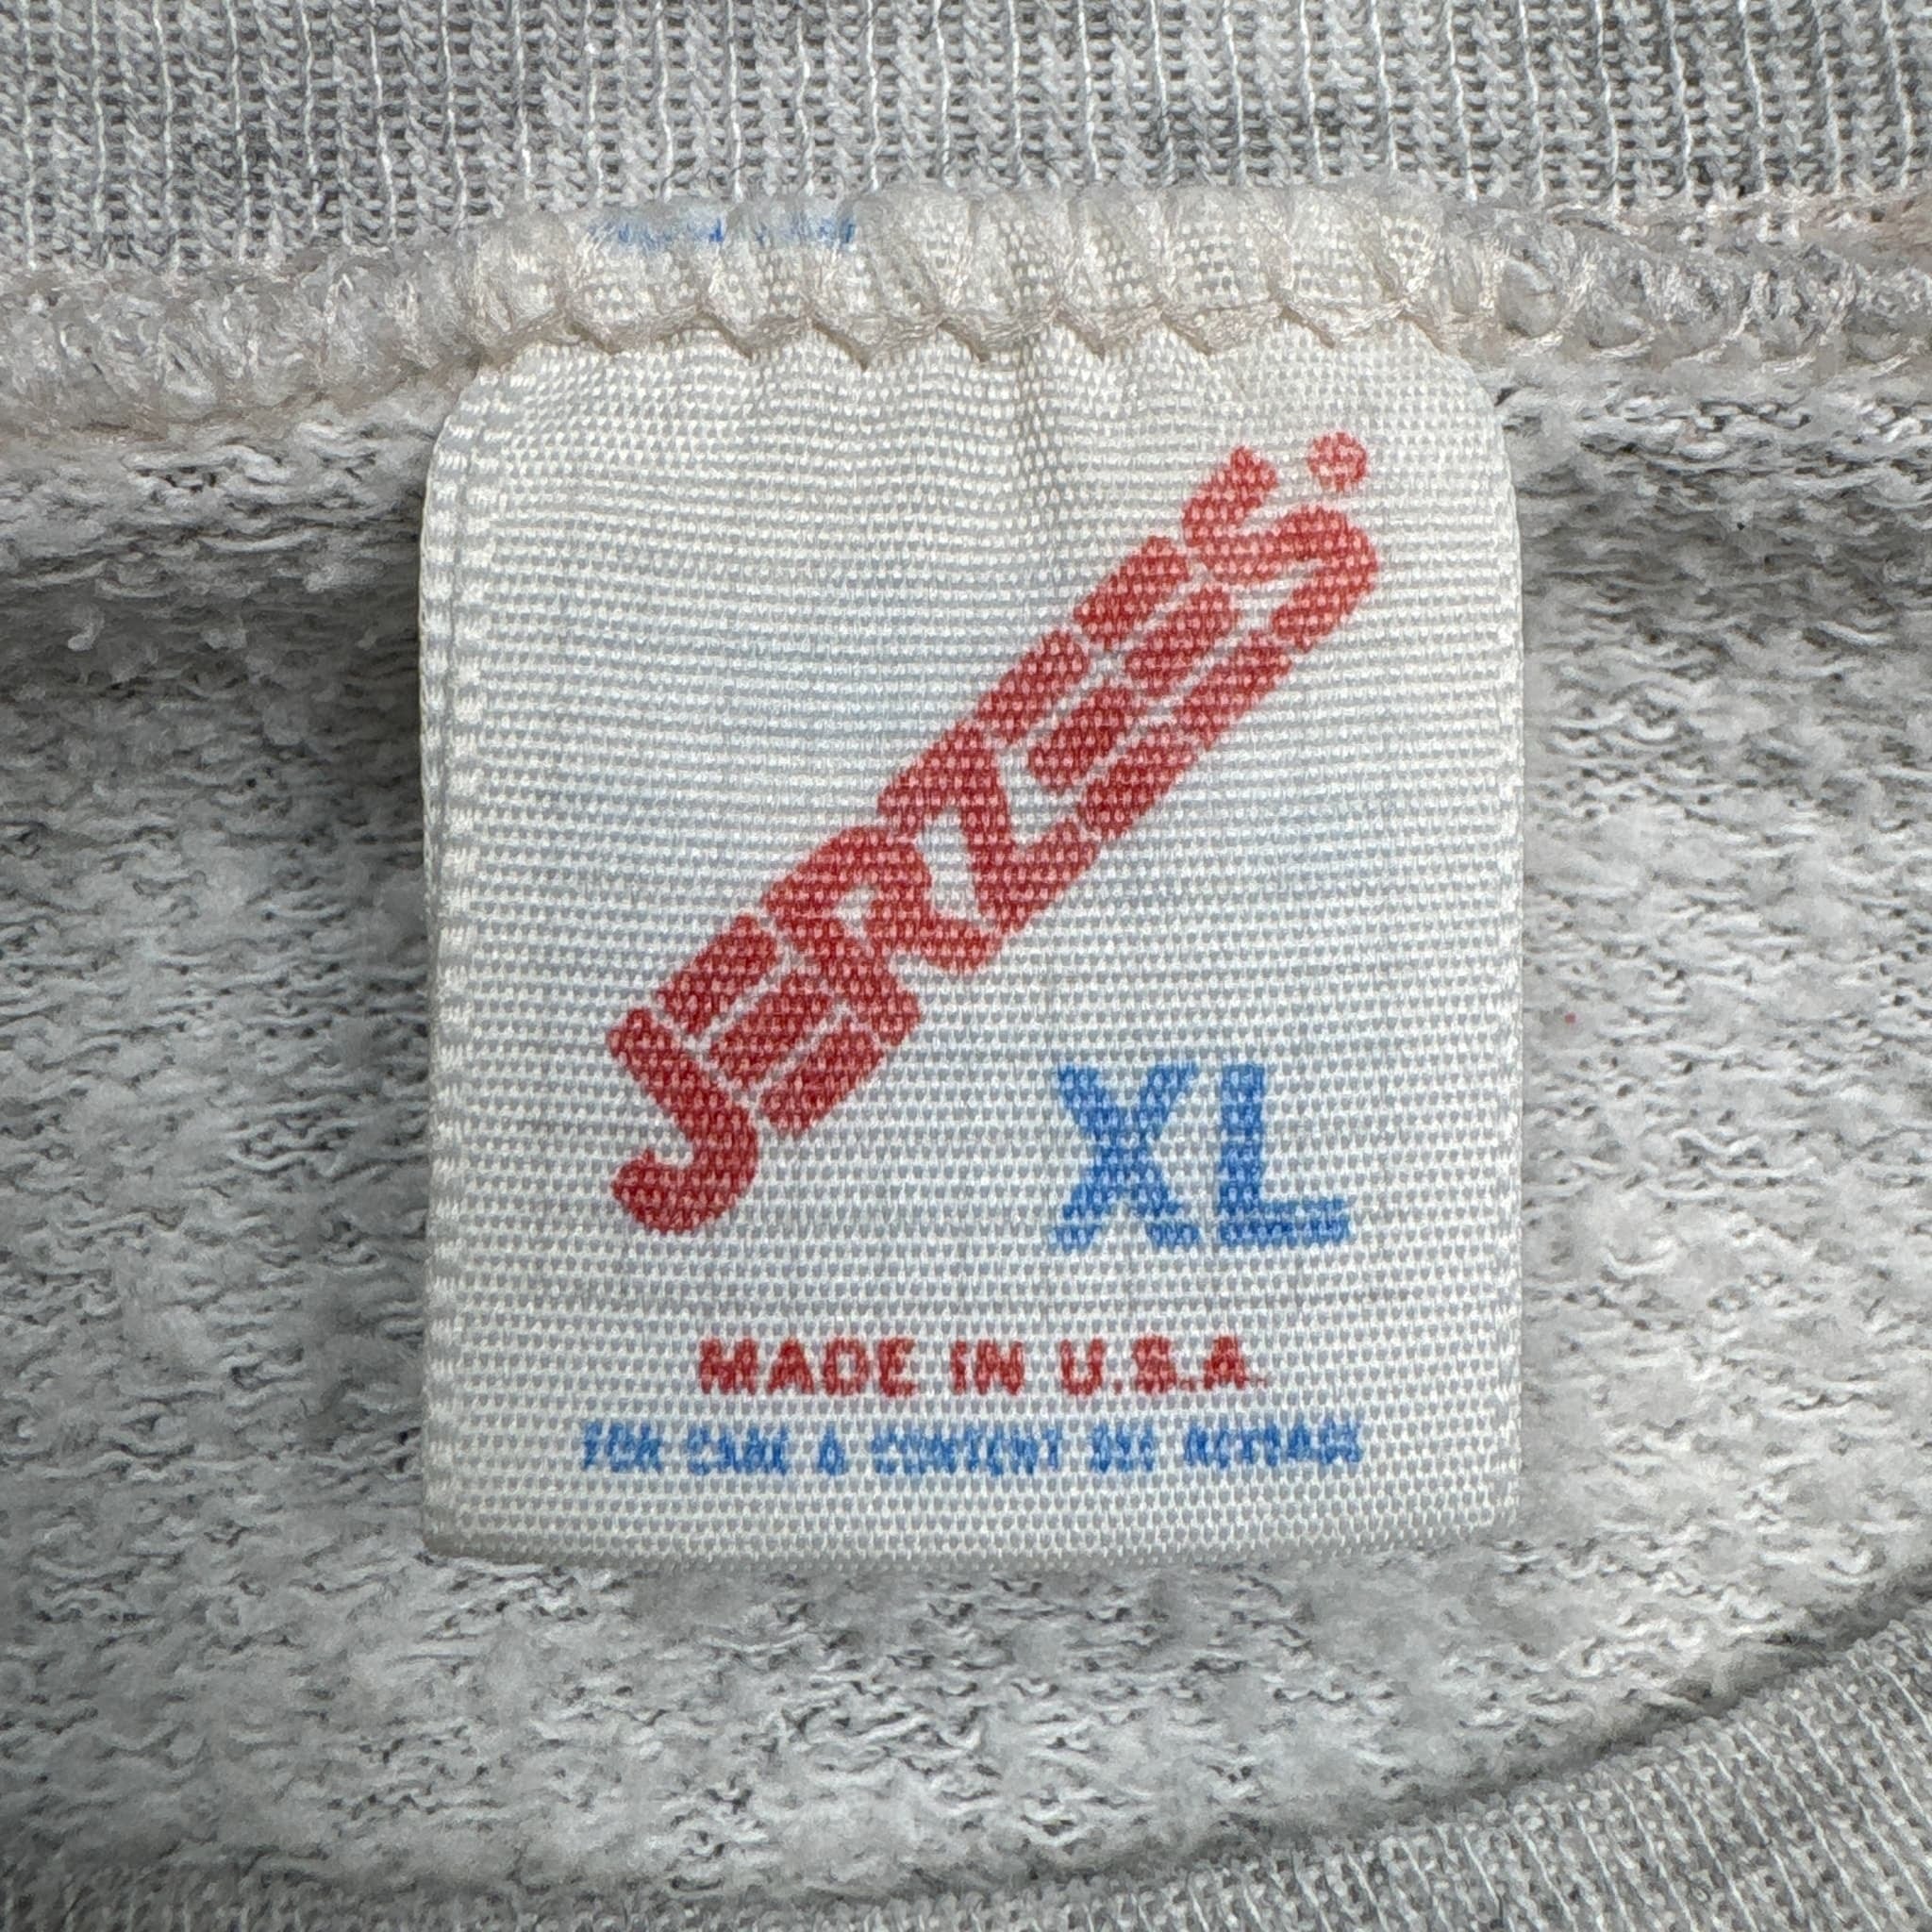 JERZEES.
XL
MADE IN U.S.A.
FOR CARE & CONTENT SEE REVERSE